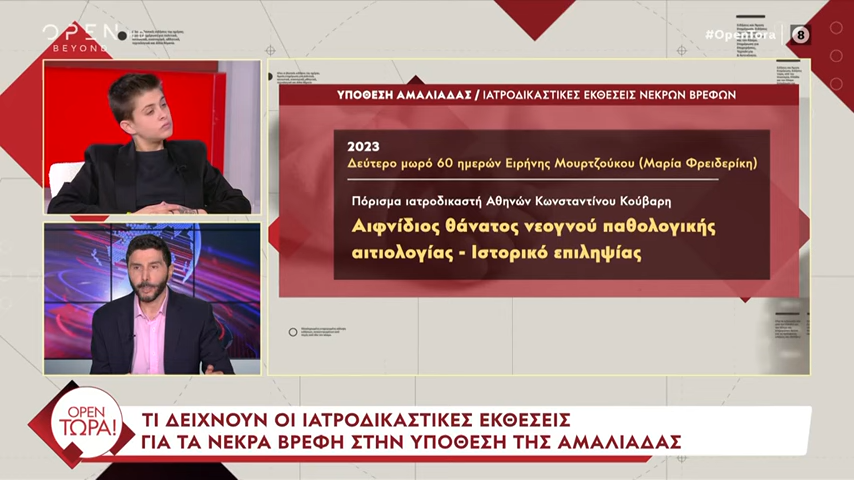 OPEN
BEYOND
#OpenTora
8
ΥΠΟΘΕΣΗ ΑΜΑΛΙΑΔΑΣ / ΙΑΤΡΟΔΙΚΑΣΤΙΚΕΣ ΕΚΘΕΣΕΙΣ ΝΕΚΡΩΝ ΒΡΕΦΩΝ
2023
Δεύτερο μωρό 60 ημερών Ειρήνης Μουρτζούκου (Μαρία Φρειδερίκη)
Πόρισμα ιατροδικαστή Αθηνών Κωνσταντίνου Κούβαρη
Αιφνίδιος θάνατος νεογνού παθολογικής
αιτιολογίας - Ιστορικό επιληψίας
OPEN
ΤΩΡΑ!
ΤΙ ΔΕΙΧΝΟΥΝ ΟΙ ΙΑΤΡΟΔΙΚΑΣΤΙΚΕΣ ΕΚΘΕΣΕΙΣ
ΓΙΑ ΤΑ ΝΕΚΡΑ ΒΡΕΦΗ ΣΤΗΝ ΥΠΟΘΕΣΗ ΤΗΣ ΑΜΑΛΙΑΔΑΣ